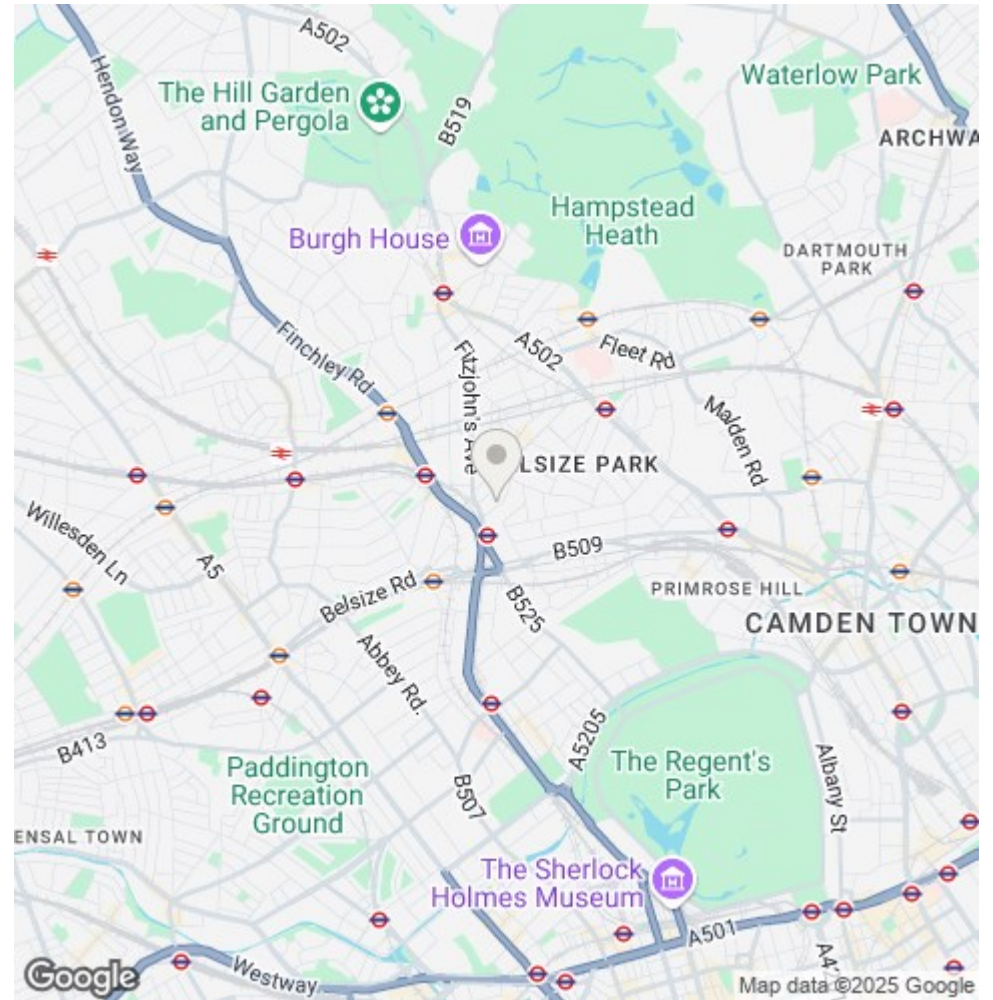 A502
Waterlow Park
The Hill Garden
and Pergola
B519
Hendon Way
ARCHWA
Hampstead
Heath
Burgh House
DARTMOUTH
PARK
Finchley Rd
A502
Fleet Rd
Fitzjohn's Ave
Malden Rd
LSIZE PARK
Willesden Ln
A5
B509
Belsize Rd
B525
PRIMROSE HILL
CAMDEN TOWN
Abbey Rd.
A5205
B413
The Regent's
Park
Albany St
Paddington
Recreation
Ground
B507
ENSAL TOWN
The Sherlock
Holmes Museum
A501
A4
Westway
Google
Map data ©2025 Google